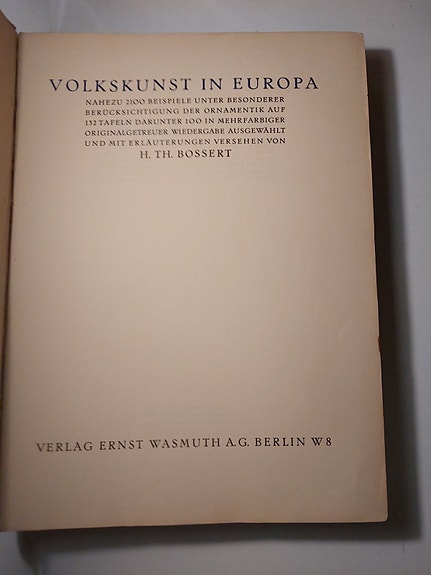 VOLKSKUNST IN EUROPA
NAHEZU 2100 BEISPIELE UNTER BESONDERER
BERÜCKSICHTIGUNG DER ORNAMENTIK AUF
132 TAFELN DARUNTER 100 IN MEHRFARBIGER
ORIGINALGETREUER WIEDERGABE AUSGEWÄHLT
UND MIT ERLÄUTERUNGEN VERSEHEN VON
H. TH. BOSSERT
VERLAG ERNST WASMUTH A.G. BERLIN W 8